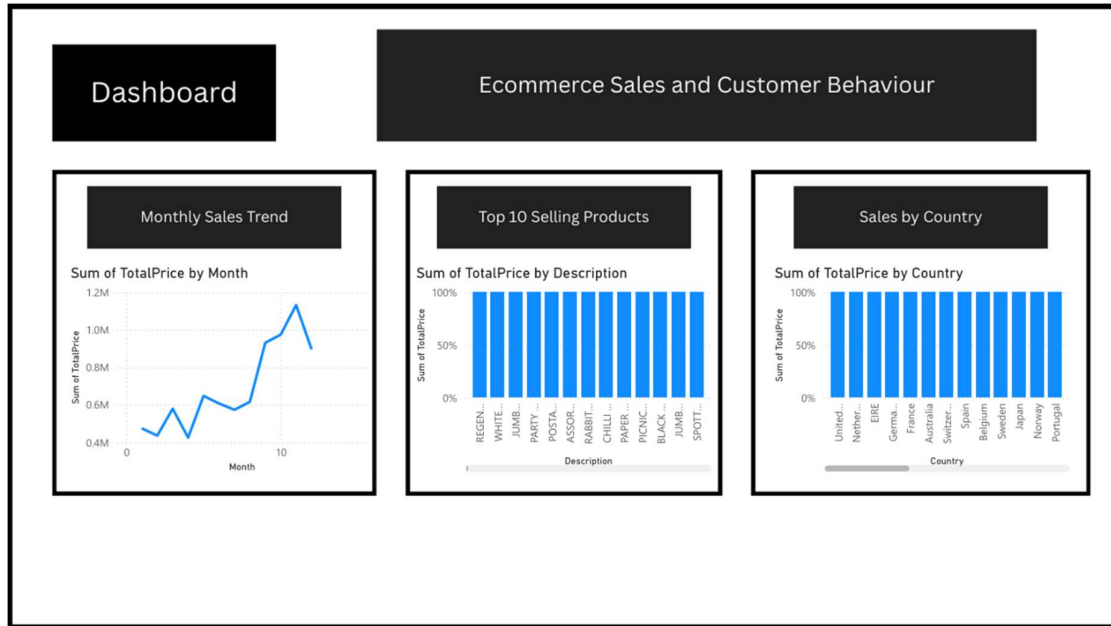 Dashboard
Ecommerce Sales and Customer Behaviour
Monthly Sales Trend
Sum of TotalPrice by Month
Sum of TotalPrice
1.2M
1.0M
0.8M
0.6M
0.4M
0
10
Month
Top 10 Selling Products
Sum of TotalPrice by Description
Sum of TotalPrice
100%
50%
0%
REGEN...
WHITE...
JUMB...
PARTY ...
POSTA...
ASSOR...
RABBIT...
CHILLI ...
PAPER ...
PICNIC...
BLACK ...
JUMB...
SPOTT...
Description
Sales by Country
Sum of TotalPrice by Country
Sum of TotalPrice
100%
50%
0%
United...
Nether...
EIRE
Germa...
France
Australia
Switzer...
Spain
Belgium
Sweden
Japan
Norway
Portugal
Country